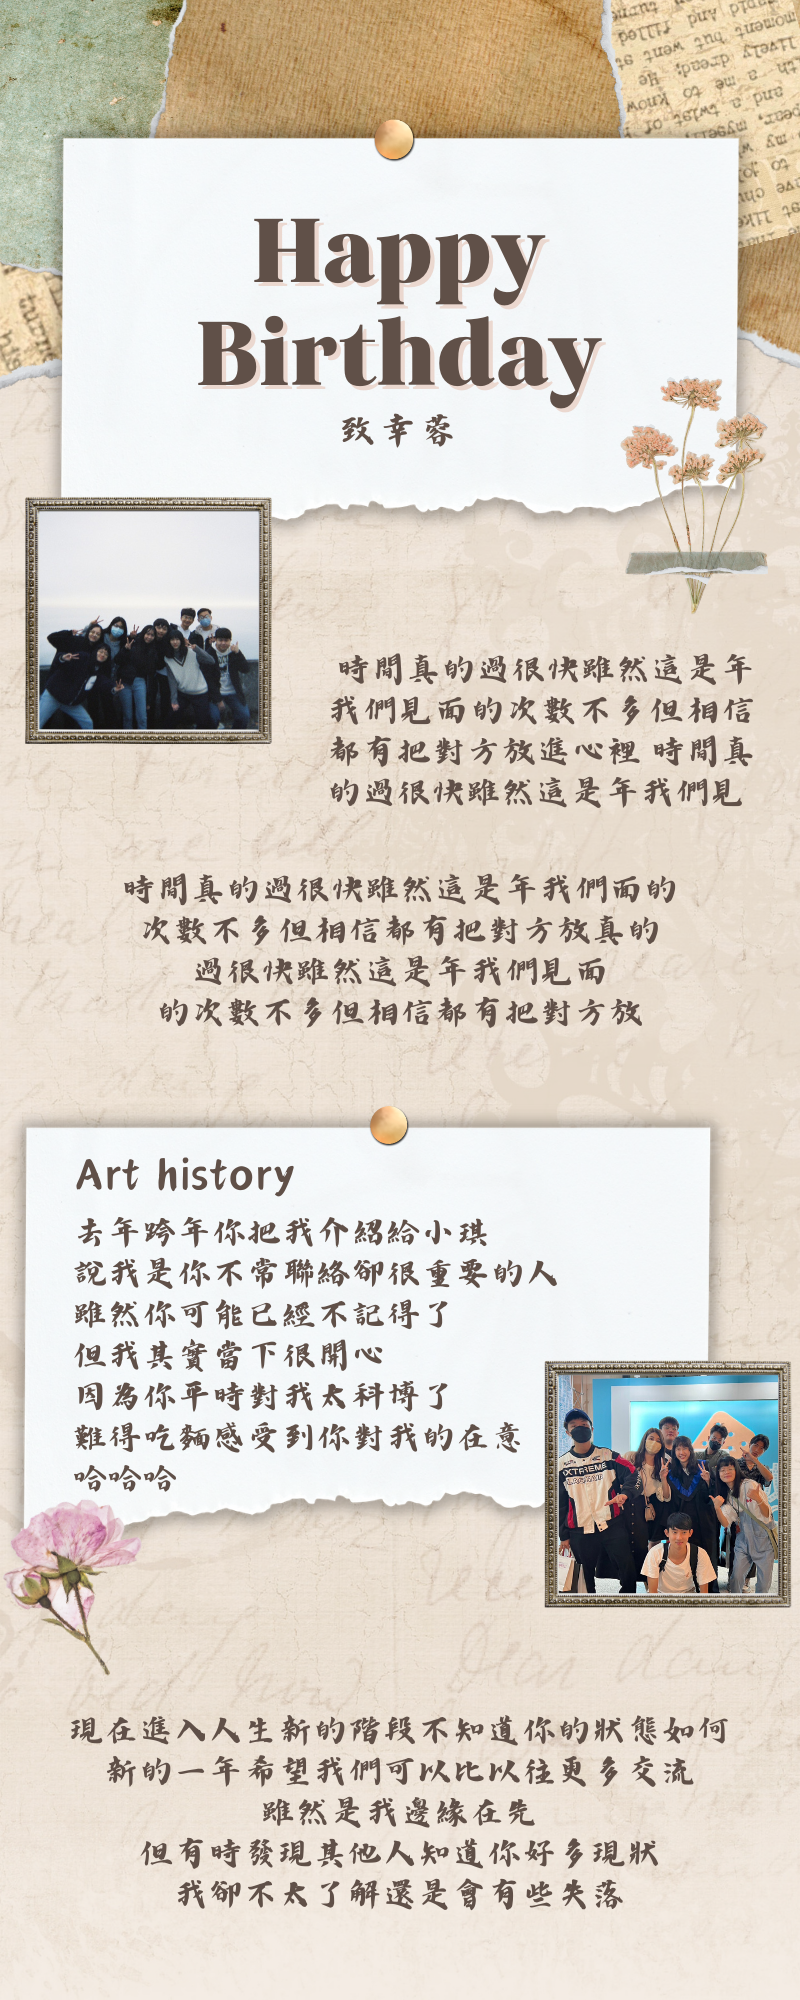 Happy
Birthday
致幸蓉
時間真的過很快雖然這是年
我們見面的次數不多但相信
都有把對方放進心裡 時間真
的過很快雖然這是年我們見
時間真的過很快雖然這是年我們面的
次數不多但相信都有把對方放真的
過很快雖然這是年我們見面
的次數不多但相信都有把對方放
Art history
去年跨年你把我介紹給小琪
說我是你不常聯絡卻很重要的人
雖然你可能已經不記得了
但我其實當下很開心
因為你平時對我太科博了
難得吃麵感受到你對我的在意
哈哈哈
XTREME
現在進入人生新的階段不知道你的狀態如何
新的一年希望我們可以比以往更多交流
雖然是我邊緣在先
但有時發現其他人知道你好多現狀
我卻不太了解還是會有些失落